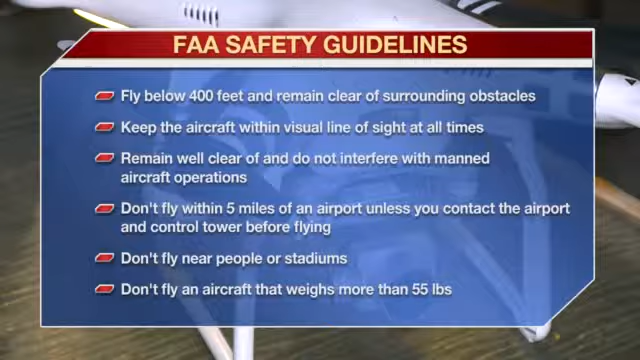 FAA SAFETY GUIDELINES
Fly below 400 feet and remain clear of surrounding obstacles
Keep the aircraft within visual line of sight at all times
Remain well clear of and do not interfere with manned
aircraft operations
Don't fly within 5 miles of an airport unless you contact the airport
and control tower before flying
Don't fly near people or stadiums
Don't fly an aircraft that weighs more than 55 lbs